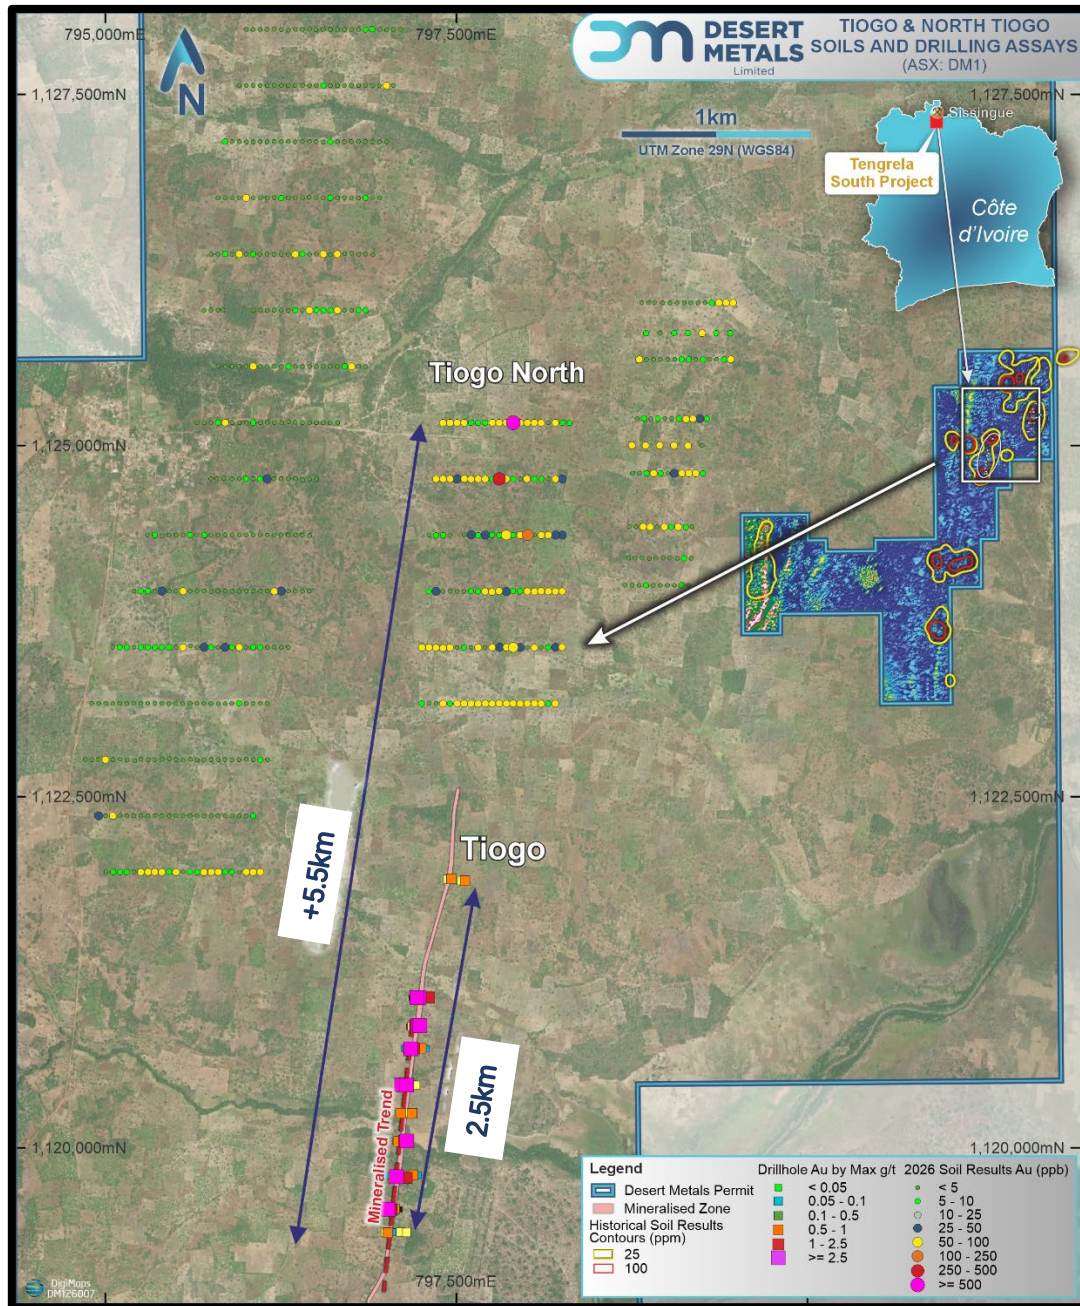 795,000mE
797,500mE
DESERT
METALS
Limited
TIOGO & NORTH TIOGO
SOILS AND DRILLING ASSAYS
(ASX: DM1)
N
1,127,500mN
1,127,500mN
1km
UTM Zone 29N (WGS84)
Sissingue
Tengrela
South Project
Côte
d'Ivoire
Tiogo North
1,125,000mN
1,125,000mN
1,122,500mN
1,122,500mN
Tiogo
+5.5km
2.5km
Mineralised Trend
1,120,000mN
1,120,000mN
797,500mE
Legend
Desert Metals Permit
Mineralised Zone
Historical Soil Results
Contours (ppm)
25
100
Drillhole Au by Max g/t
< 0.05
0.05 - 0.1
0.1 - 0.5
0.5 - 1
1 - 2.5
>= 2.5
2026 Soil Results Au (ppb)
< 5
5 - 10
10 - 25
25 - 50
50 - 100
100 - 250
250 - 500
>= 500
DigiMaps
DM126007